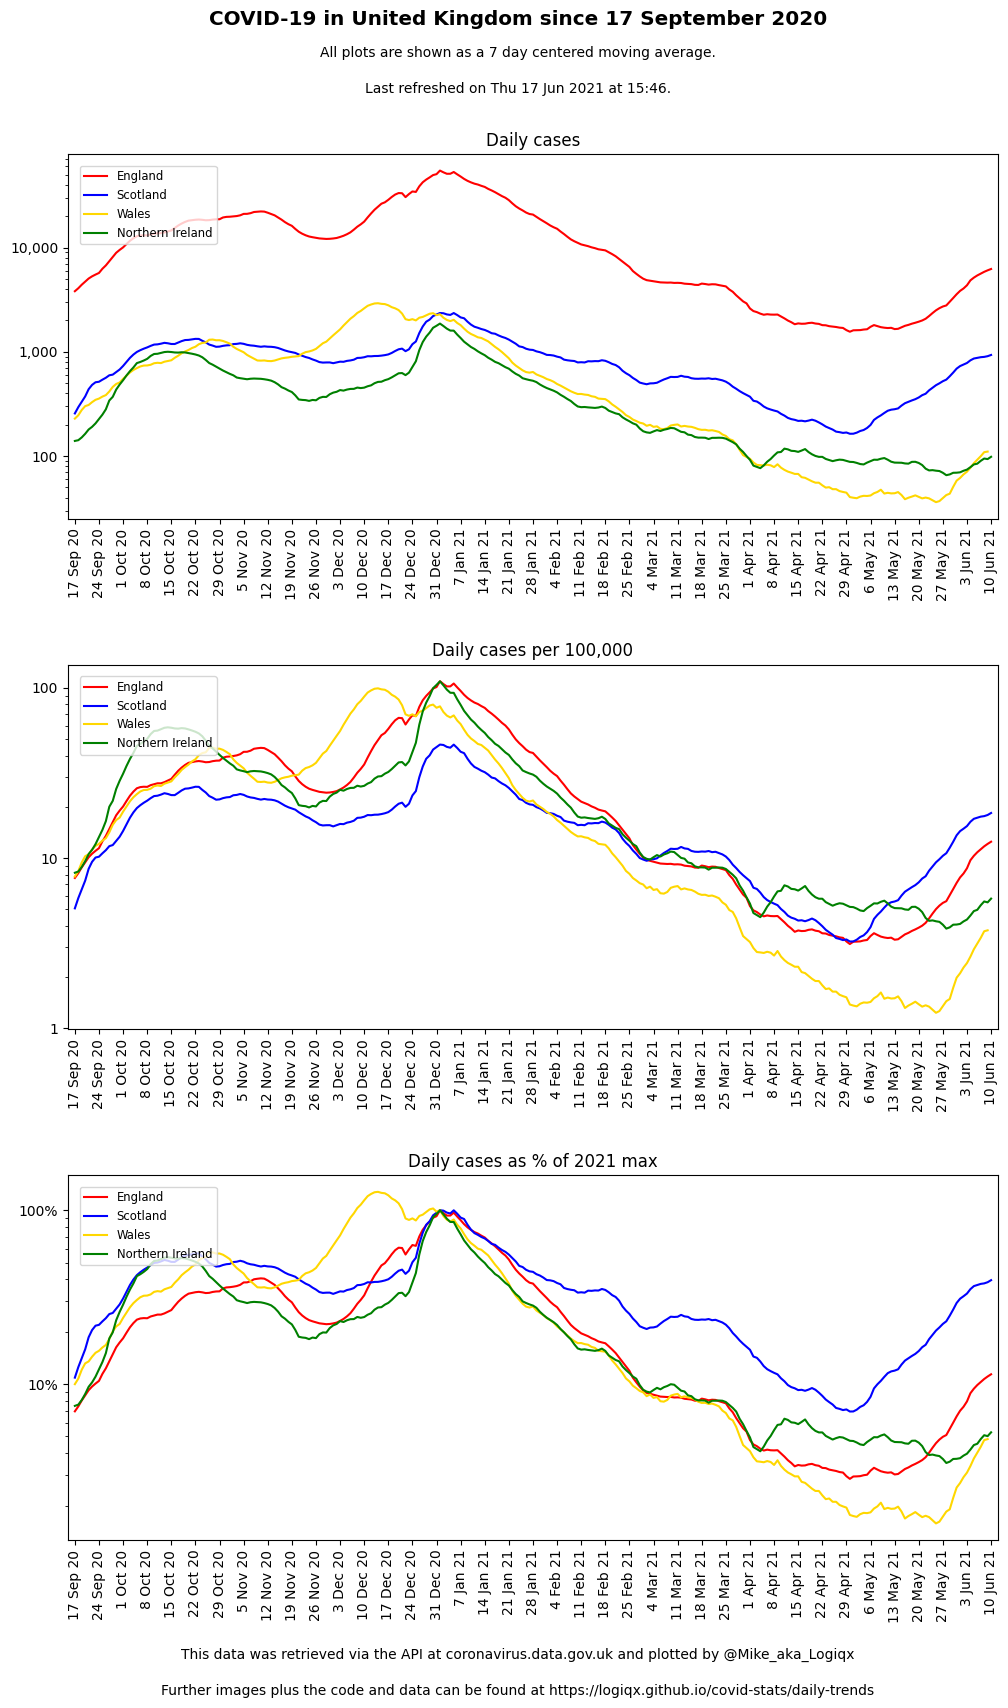 COVID-19 in United Kingdom since 17 September 2020
All plots are shown as a 7 day centered moving average.
Last refreshed on Thu 17 Jun 2021 at 15:46.
Daily cases
England
Scotland
Wales
Northern Ireland
10,000
1,000
100
17 Sep 20
24 Sep 20
1 Oct 20
8 Oct 20
15 Oct 20
22 Oct 20
29 Oct 20
5 Nov 20
12 Nov 20
19 Nov 20
26 Nov 20
3 Dec 20
10 Dec 20
17 Dec 20
24 Dec 20
31 Dec 20
7 Jan 21
14 Jan 21
21 Jan 21
28 Jan 21
4 Feb 21
11 Feb 21
18 Feb 21
25 Feb 21
4 Mar 21
11 Mar 21
18 Mar 21
25 Mar 21
1 Apr 21
8 Apr 21
15 Apr 21
22 Apr 21
29 Apr 21
6 May 21
13 May 21
20 May 21
27 May 21
3 Jun 21
10 Jun 21
Daily cases per 100,000
England
Scotland
Wales
Northern Ireland
100
10
1
17 Sep 20
24 Sep 20
1 Oct 20
8 Oct 20
15 Oct 20
22 Oct 20
29 Oct 20
5 Nov 20
12 Nov 20
19 Nov 20
26 Nov 20
3 Dec 20
10 Dec 20
17 Dec 20
24 Dec 20
31 Dec 20
7 Jan 21
14 Jan 21
21 Jan 21
28 Jan 21
4 Feb 21
11 Feb 21
18 Feb 21
25 Feb 21
4 Mar 21
11 Mar 21
18 Mar 21
25 Mar 21
1 Apr 21
8 Apr 21
15 Apr 21
22 Apr 21
29 Apr 21
6 May 21
13 May 21
20 May 21
27 May 21
3 Jun 21
10 Jun 21
Daily cases as % of 2021 max
England
Scotland
Wales
Northern Ireland
100%
10%
17 Sep 20
24 Sep 20
1 Oct 20
8 Oct 20
15 Oct 20
22 Oct 20
29 Oct 20
5 Nov 20
12 Nov 20
19 Nov 20
26 Nov 20
3 Dec 20
10 Dec 20
17 Dec 20
24 Dec 20
31 Dec 20
7 Jan 21
14 Jan 21
21 Jan 21
28 Jan 21
4 Feb 21
11 Feb 21
18 Feb 21
25 Feb 21
4 Mar 21
11 Mar 21
18 Mar 21
25 Mar 21
1 Apr 21
8 Apr 21
15 Apr 21
22 Apr 21
29 Apr 21
6 May 21
13 May 21
20 May 21
27 May 21
3 Jun 21
10 Jun 21
This data was retrieved via the API at coronavirus.data.gov.uk and plotted by @Mike_aka_Logiqx
Further images plus the code and data can be found at https://logiqx.github.io/covid-stats/daily-trends